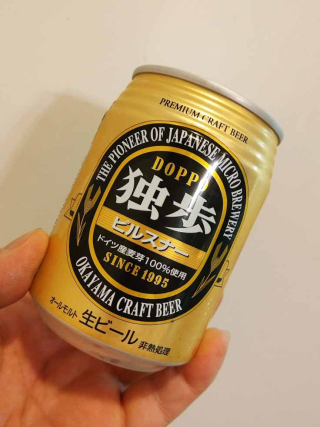 PREMIUM CRAFT BEER
THE PIONEER OF JAPANESE MICRO BREWERY
DOPPO
独歩
ピルスナー
ドイツ産麦芽100%使用
SINCE 1995
OKAYAMA CRAFT BEER
オールモルト 生ビール 非熱処理